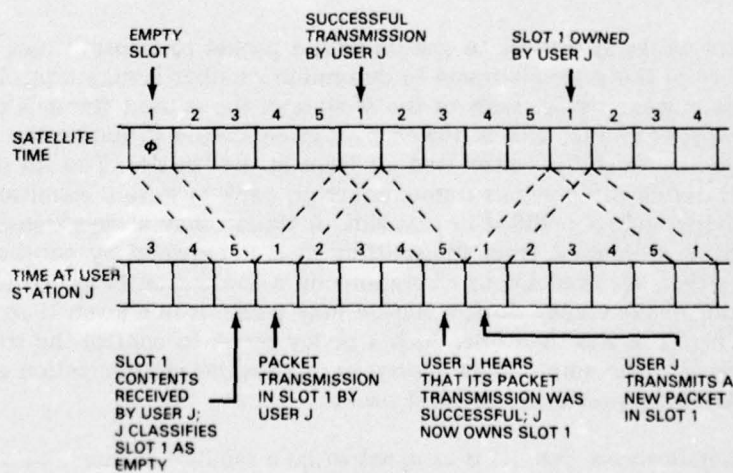 EMPTY
SLOT
SUCCESSFUL
TRANSMISSION
BY USER J
SLOT 1 OWNED
BY USER J
1 2 3 4 5 1 2 3 4 5 1 2 3 4
SATELLITE
TIME
ϕ
3 4 5 1 2 3 4 5 1 2 3 4 5 1
TIME AT USER
STATION J
SLOT 1
CONTENTS
RECEIVED
BY USER J;
J CLASSIFIES
SLOT 1 AS
EMPTY
PACKET
TRANSMISSION
IN SLOT 1 BY
USER J
USER J HEARS
THAT ITS PACKET
TRANSMISSION WAS
SUCCESSFUL; J
NOW OWNS SLOT 1
USER J
TRANSMITS A
NEW PACKET
IN SLOT 1